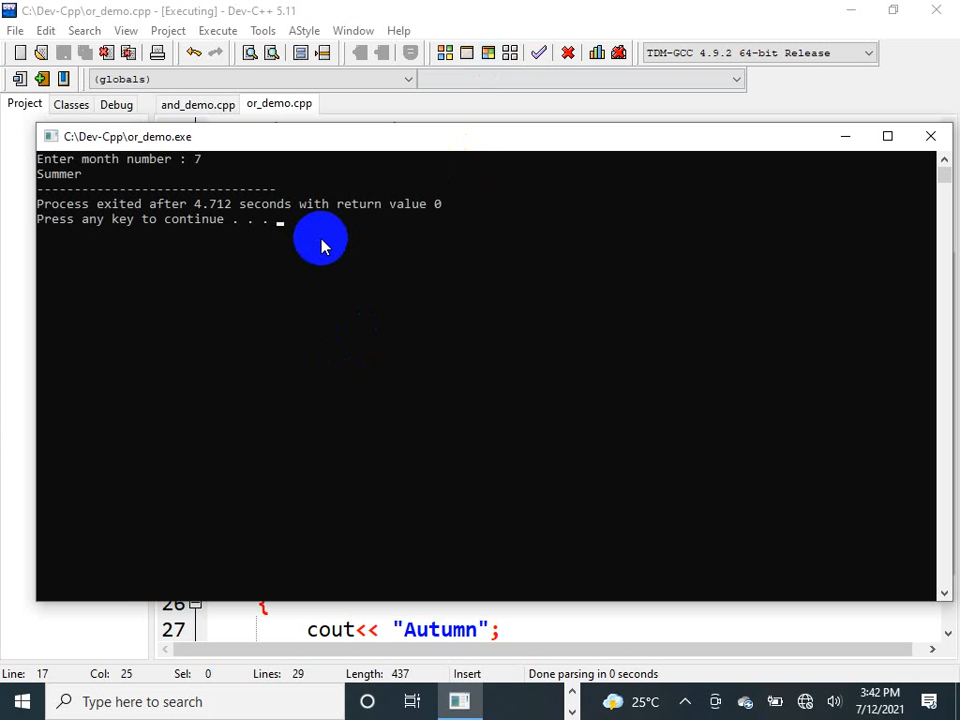 C:\Dev-Cpp\or_demo.cpp - [Executing] - Dev-C++ 5.11
File Edit Search View Project Execute Tools AStyle Window Help
TDM-GCC 4.9.2 64-bit Release
(globals)
Project Classes Debug and_demo.cpp or_demo.cpp
C:\Dev-Cpp\or_demo.exe
Enter month number : 7
Summer
--------------------------------
Process exited after 4.712 seconds with return value 0
Press any key to continue . . .
26 {
27 cout<< "Autumn";
Line: 17 Col: 25 Sel: 0 Lines: 29 Length: 437 Insert Done parsing in 0 seconds
Type here to search
25°C
3:42 PM
7/12/2021